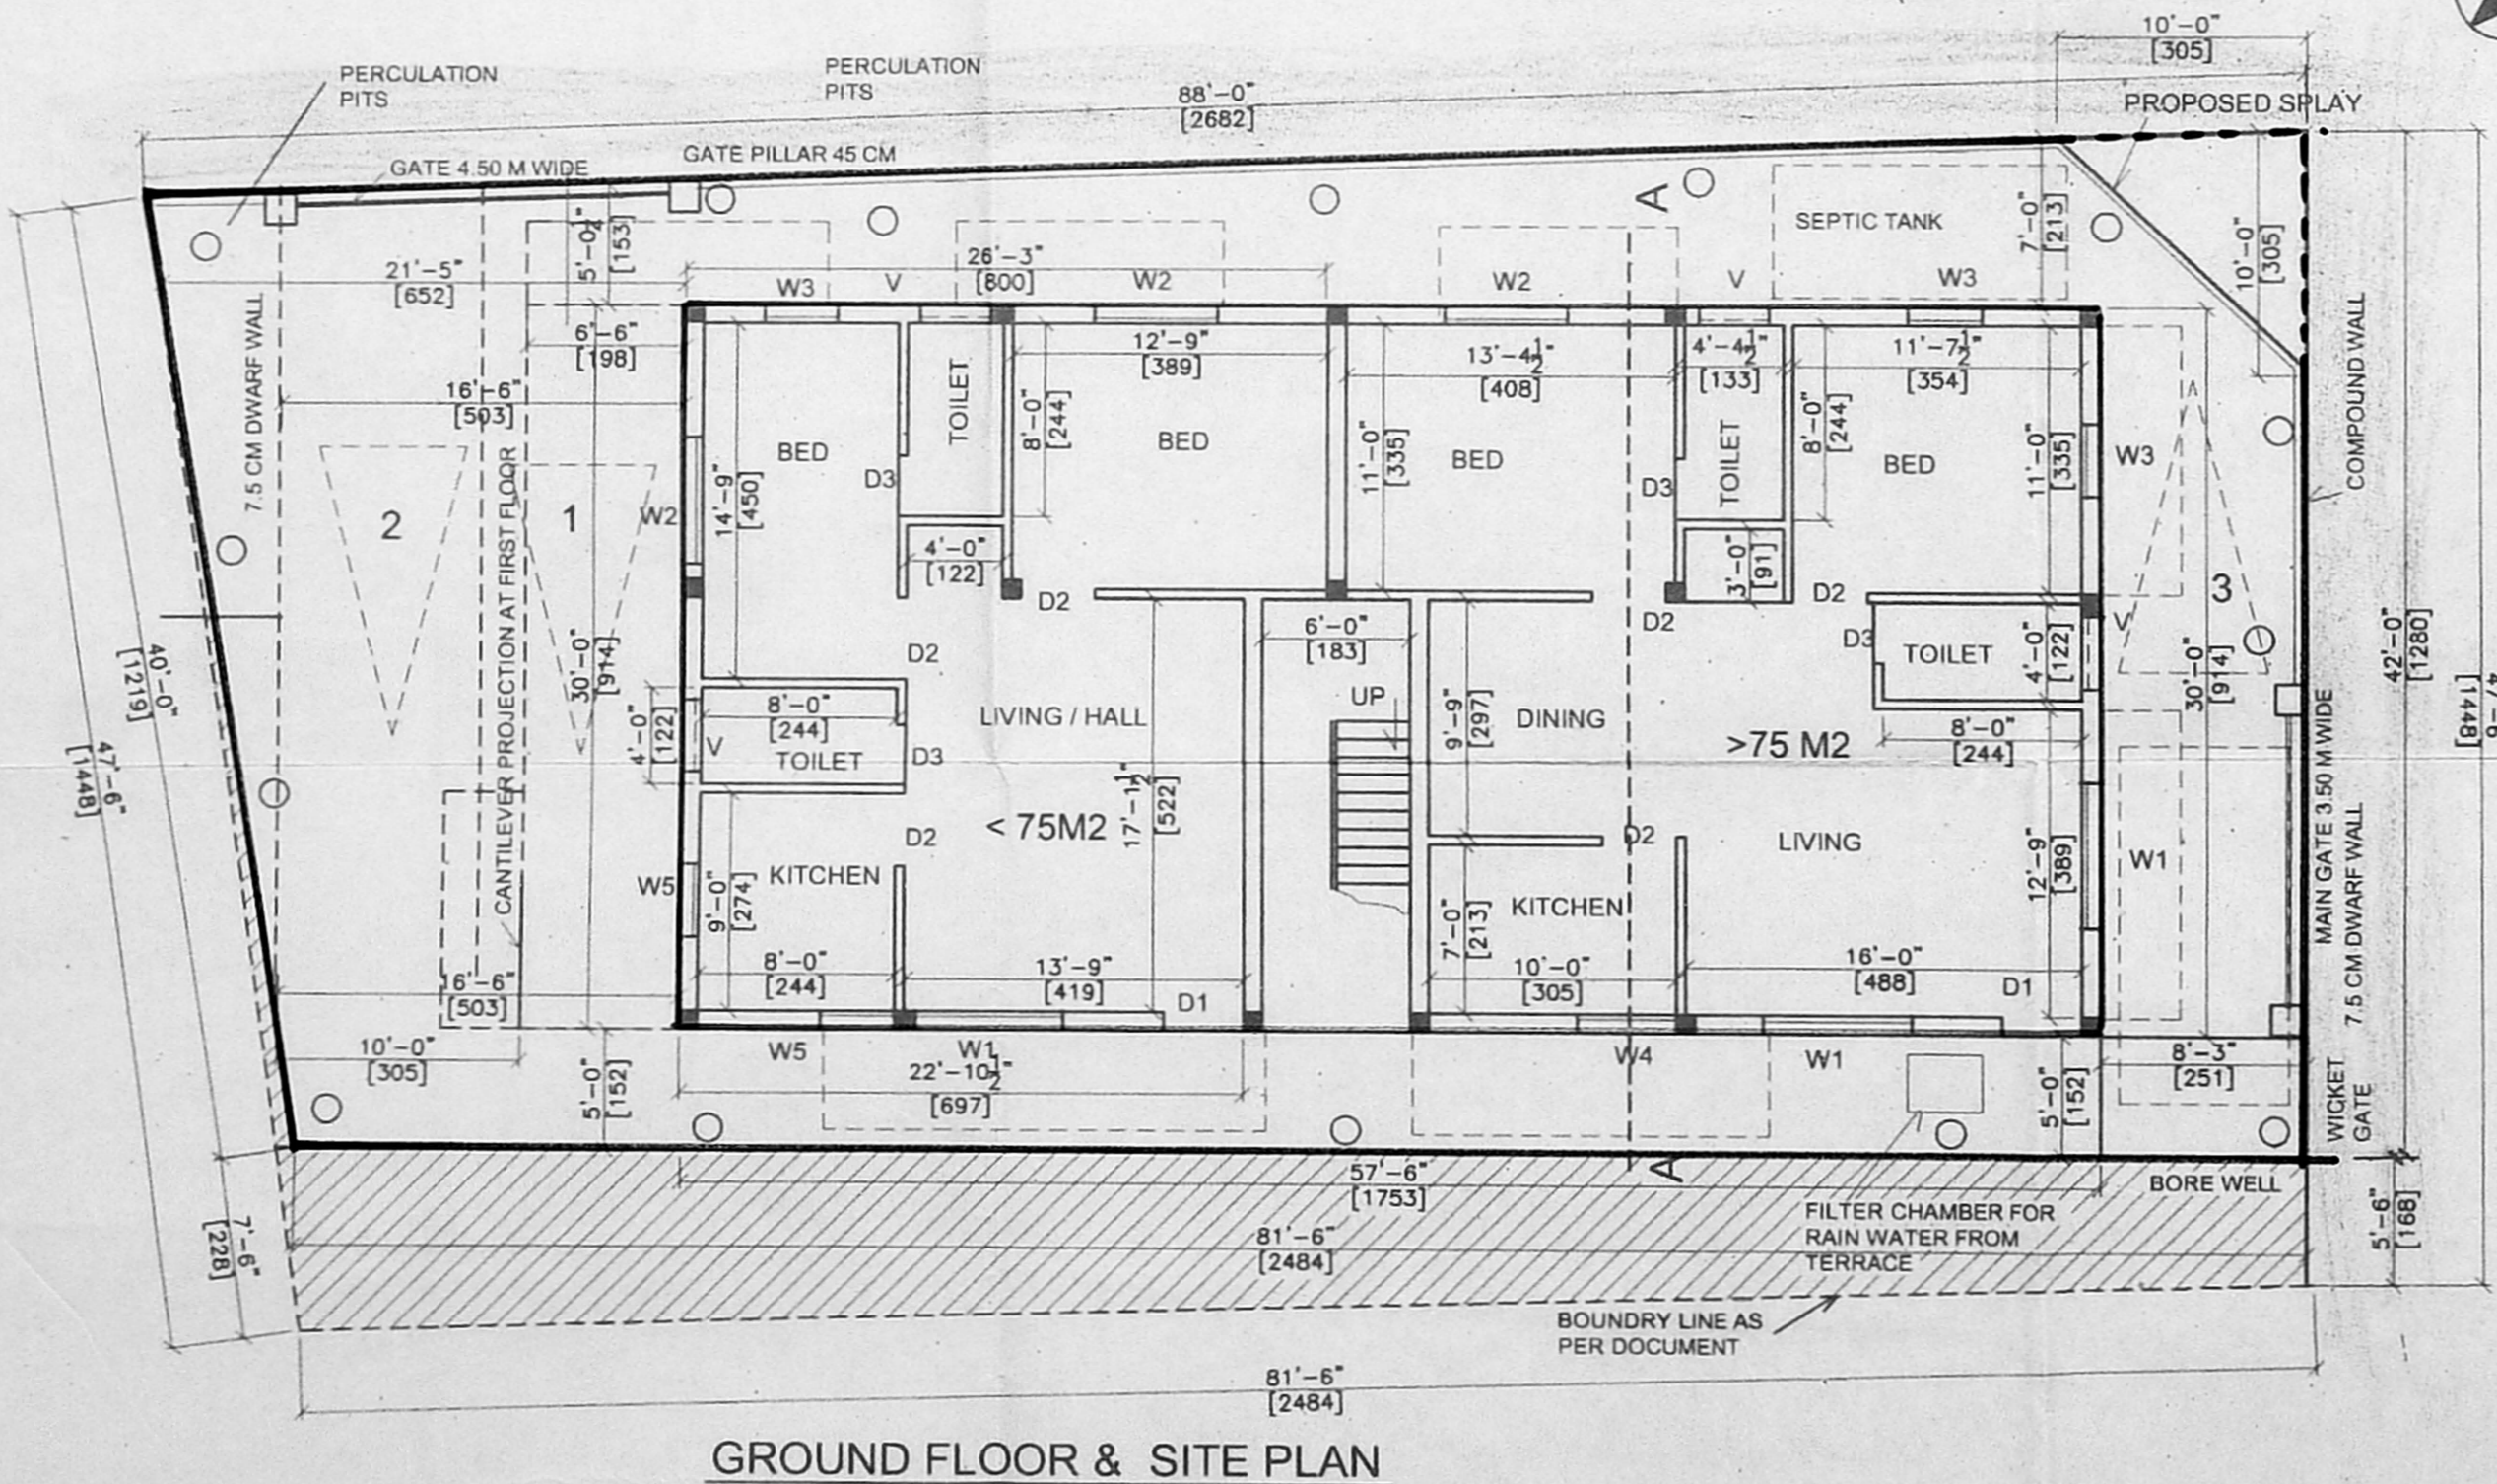 10'-0"
[305]
PERCULATION
PITS
PERCULATION
PITS
88'-0"
[2682]
PROPOSED SPLAY
GATE 4.50 M WIDE
GATE PILLAR 45 CM
5'-0½"
[153]
A
SEPTIC TANK
7'-0"
[213]
10'-0"
[305]
21'-5"
[652]
26'-3"
[800]
W3
V
W2
W2
V
W3
7.5 CM DWARF WALL
6'-6"
[198]
16'-6"
[503]
12'-9"
[389]
13'-4½"
[408]
4'-4½"
[133]
11'-7½"
[354]
COMPOUND WALL
2
1
W2
14'-9"
[450]
BED
D3
TOILET
8'-0"
[244]
BED
11'-0"
[335]
BED
D3
TOILET
8'-0"
[244]
BED
11'-0"
[335]
W3
4'-0"
[122]
3'-0"
[91]
D2
D2
D2
3
CANTILEVER PROJECTION AT FIRST FLOOR
30'-0"
[914]
D2
6'-0"
[183]
UP
D3
TOILET
4'-0"
[122]
V
30'-0"
[914]
42'-0"
[1280]
[1448]
40'-0"
[1219]
47'-6"
[1448]
4'-0"
[122]
V
8'-0"
[244]
TOILET
D3
LIVING / HALL
9'-9"
[297]
DINING
>75 M2
8'-0"
[244]
< 75M2
17'-1½"
[522]
D2
D2
LIVING
12'-9"
[389]
W1
MAIN GATE 3.50 M WIDE
7.5 CM DWARF WALL
W5
9'-0"
[274]
KITCHEN
7'-0"
[213]
KITCHEN
16'-6"
[503]
8'-0"
[244]
13'-9"
[419]
D1
10'-0"
[305]
16'-0"
[488]
D1
10'-0"
[305]
5'-0"
[152]
W5
W1
22'-10½"
[697]
W4
W1
5'-0"
[152]
8'-3"
[251]
WICKET
GATE
57'-6"
[1753]
A
BORE WELL
7'-6"
[228]
81'-6"
[2484]
FILTER CHAMBER FOR
RAIN WATER FROM
TERRACE
5'-6"
[168]
BOUNDRY LINE AS
PER DOCUMENT
81'-6"
[2484]
GROUND FLOOR & SITE PLAN